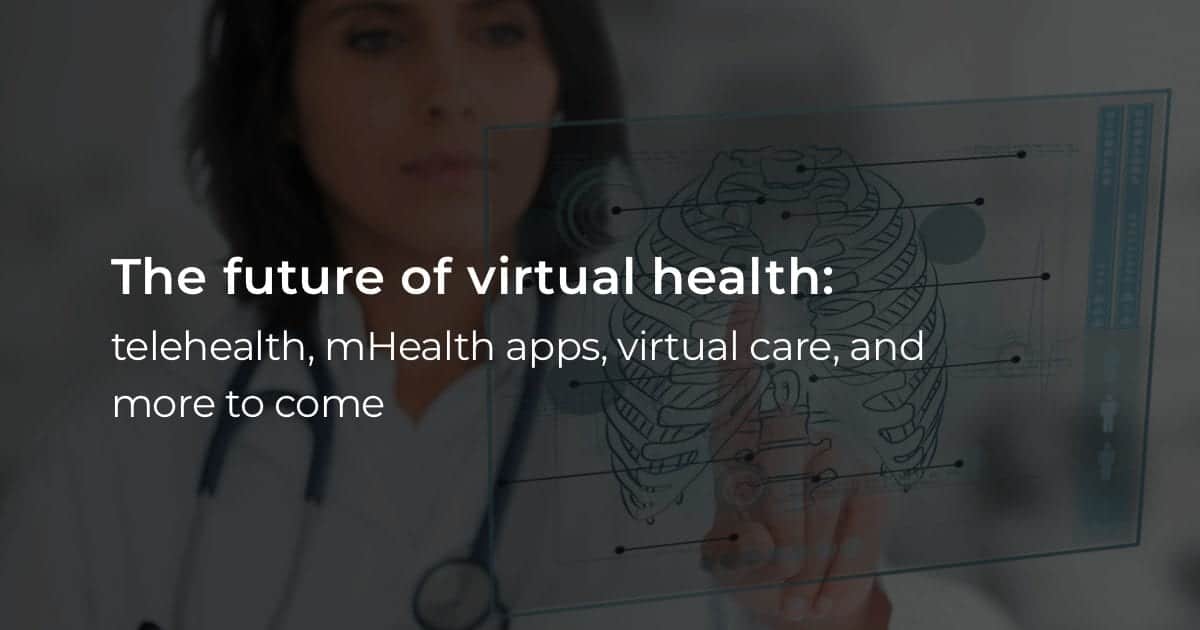 The future of virtual health:
telehealth, mHealth apps, virtual care, and
more to come